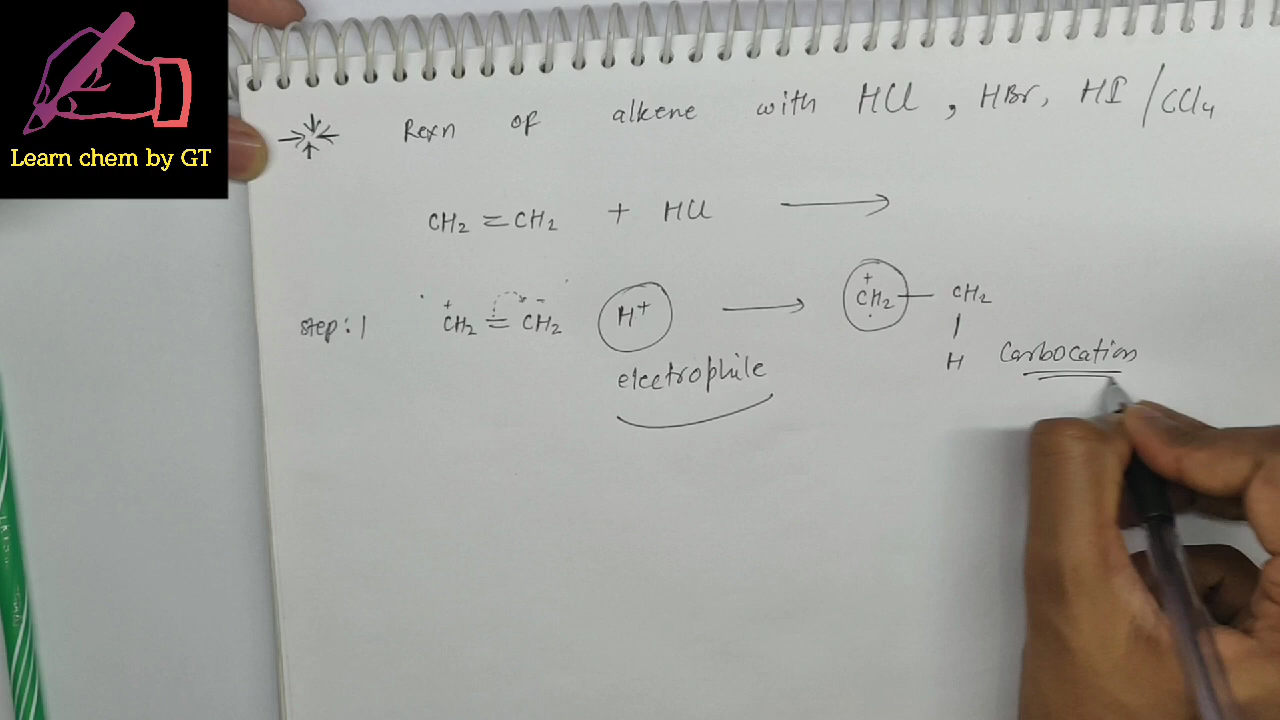 Learn chem by GT
Rexn of alkene with HCl, HBr, HI/CCl4
CH2=CH2 + HCl →
step:1 +CH2=CH2- H+ → +CH2-CH2
|
H
electrophile
Carbocation